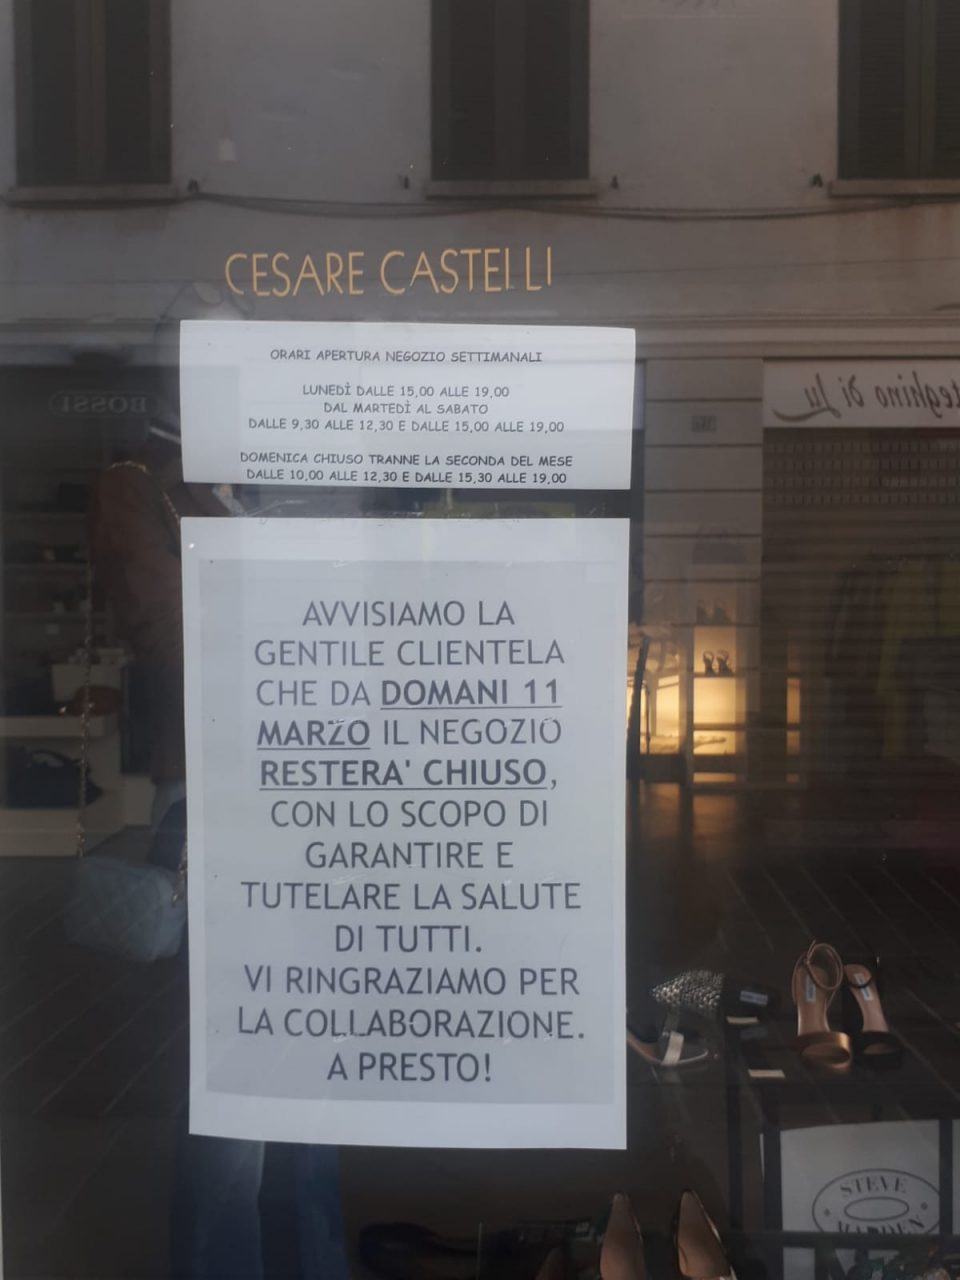 CESARE CASTELLI
ORARI APERTURA NEGOZIO SETTIMANALI
LUNEDÌ DALLE 15,00 ALLE 19,00
DAL MARTEDÌ AL SABATO
DALLE 9,30 ALLE 12,30 E DALLE 15,00 ALLE 19,00
DOMENICA CHIUSO TRANNE LA SECONDA DEL MESE
DALLE 10,00 ALLE 12,30 E DALLE 15,30 ALLE 19,00
BOSSI
teghino di Ju
AVVISIAMO LA
GENTILE CLIENTELA
CHE DA DOMANI 11
MARZO IL NEGOZIO
RESTERA' CHIUSO,
CON LO SCOPO DI
GARANTIRE E
TUTELARE LA SALUTE
DI TUTTI.
VI RINGRAZIAMO PER
LA COLLABORAZIONE.
A PRESTO!
STEVE
MADDEN